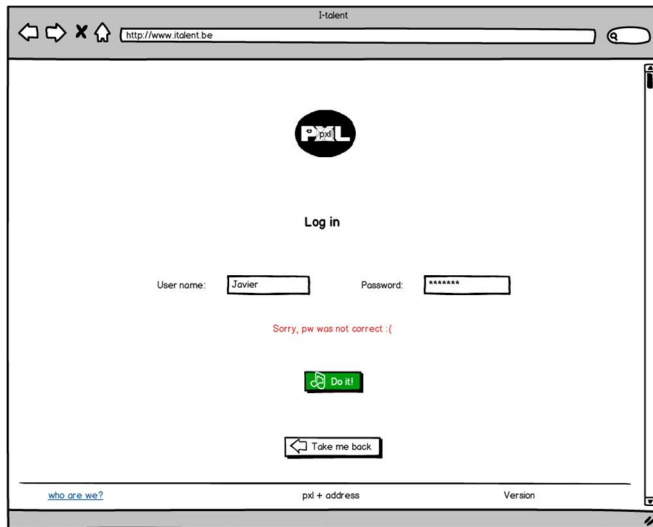 I-talent
http://www.italent.be
PXL
pxl
Log in
User name: Javier Password: *******
Sorry, pw was not correct :(
Do it!
Take me back
who are we? pxl + address Version